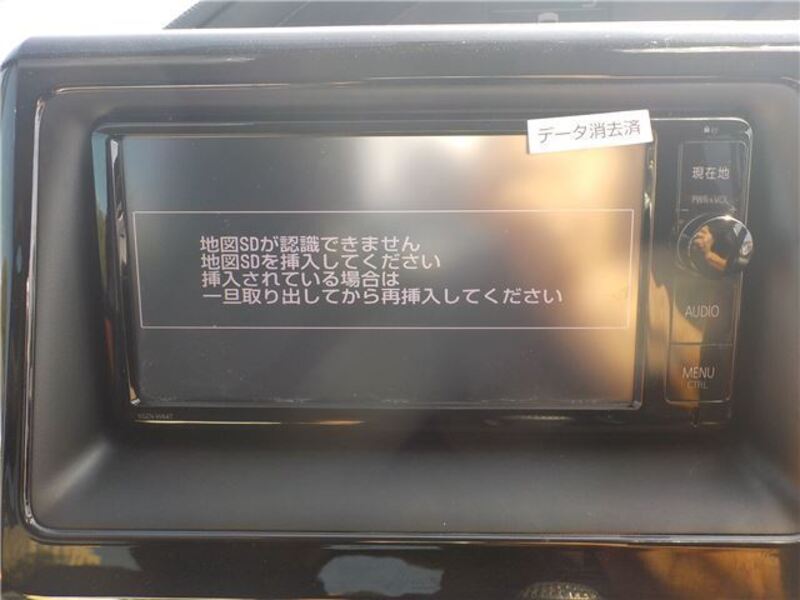 データ消去済
現在地
PWR•VOL
地図SDが認識できません
地図SDを挿入してください
挿入されている場合は
一旦取り出してから再挿入してください
AUDIO
MENU
CTRL